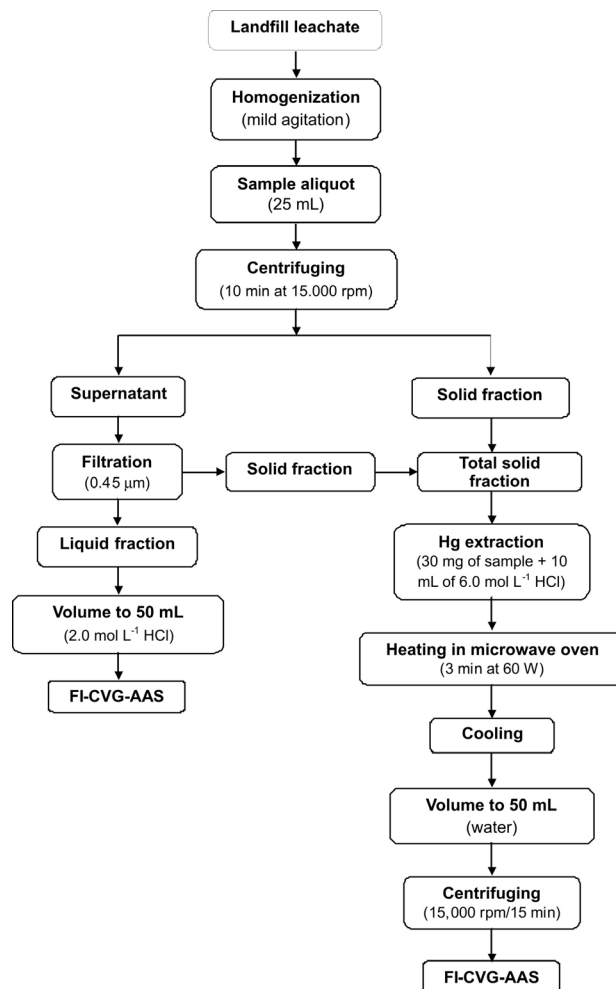 Landfill leachate
Homogenization
(mild agitation)
Sample aliquot
(25 mL)
Centrifuging
(10 min at 15.000 rpm)
Supernatant
Solid fraction
Filtration
(0.45 µm)
Solid fraction
Total solid
fraction
Liquid fraction
Hg extraction
(30 mg of sample + 10
mL of 6.0 mol L⁻¹ HCl)
Volume to 50 mL
(2.0 mol L⁻¹ HCl)
Heating in microwave oven
(3 min at 60 W)
FI-CVG-AAS
Cooling
Volume to 50 mL
(water)
Centrifuging
(15,000 rpm/15 min)
FI-CVG-AAS